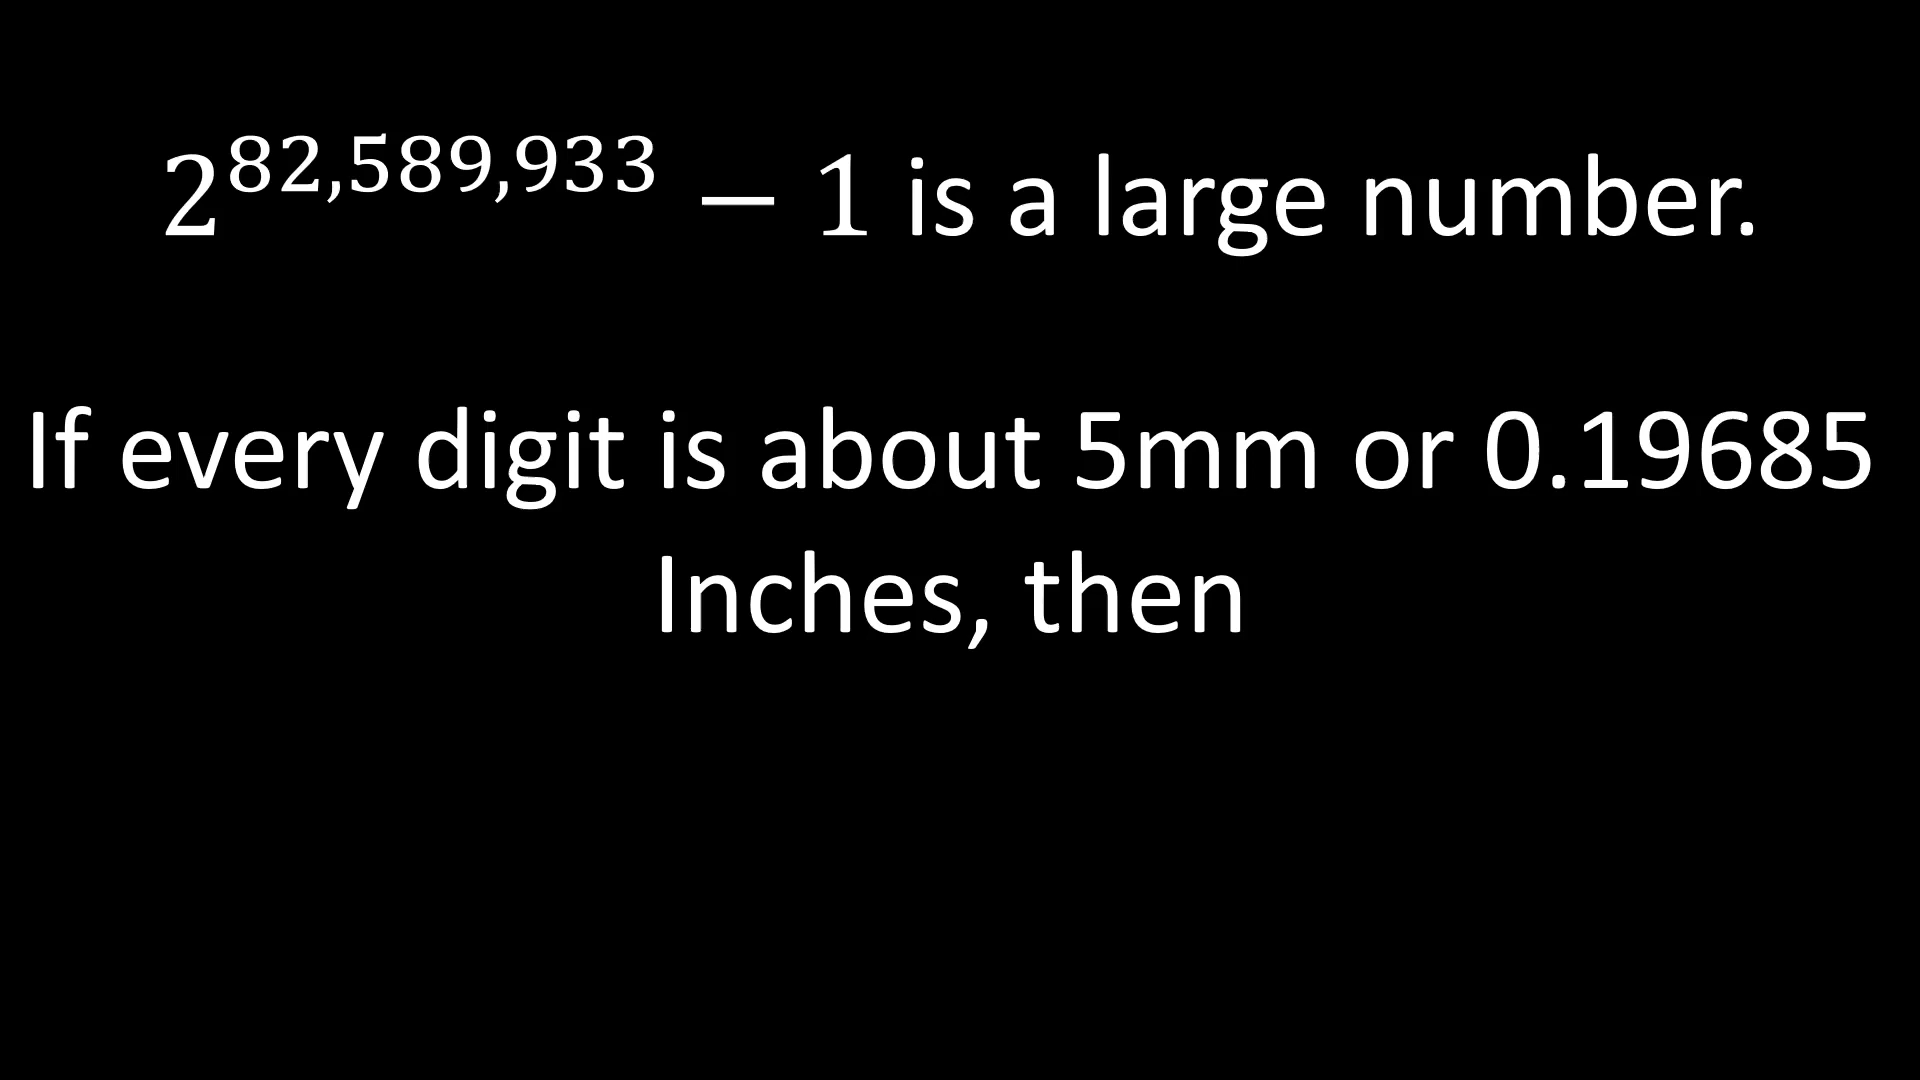 2^82,589,933 − 1 is a large number.
If every digit is about 5mm or 0.19685
Inches, then